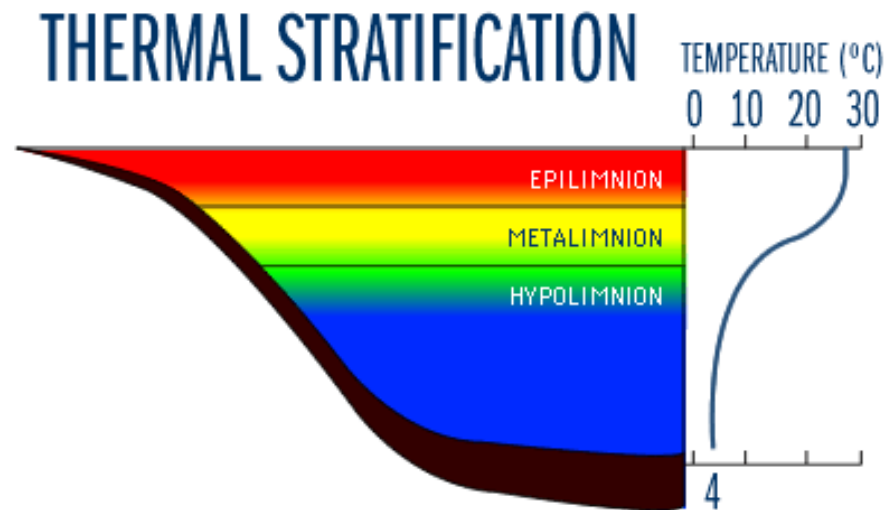 THERMAL STRATIFICATION
TEMPERATURE (°C)
0 10 20 30
EPILIMNION
METALIMNION
HYPOLIMNION
4